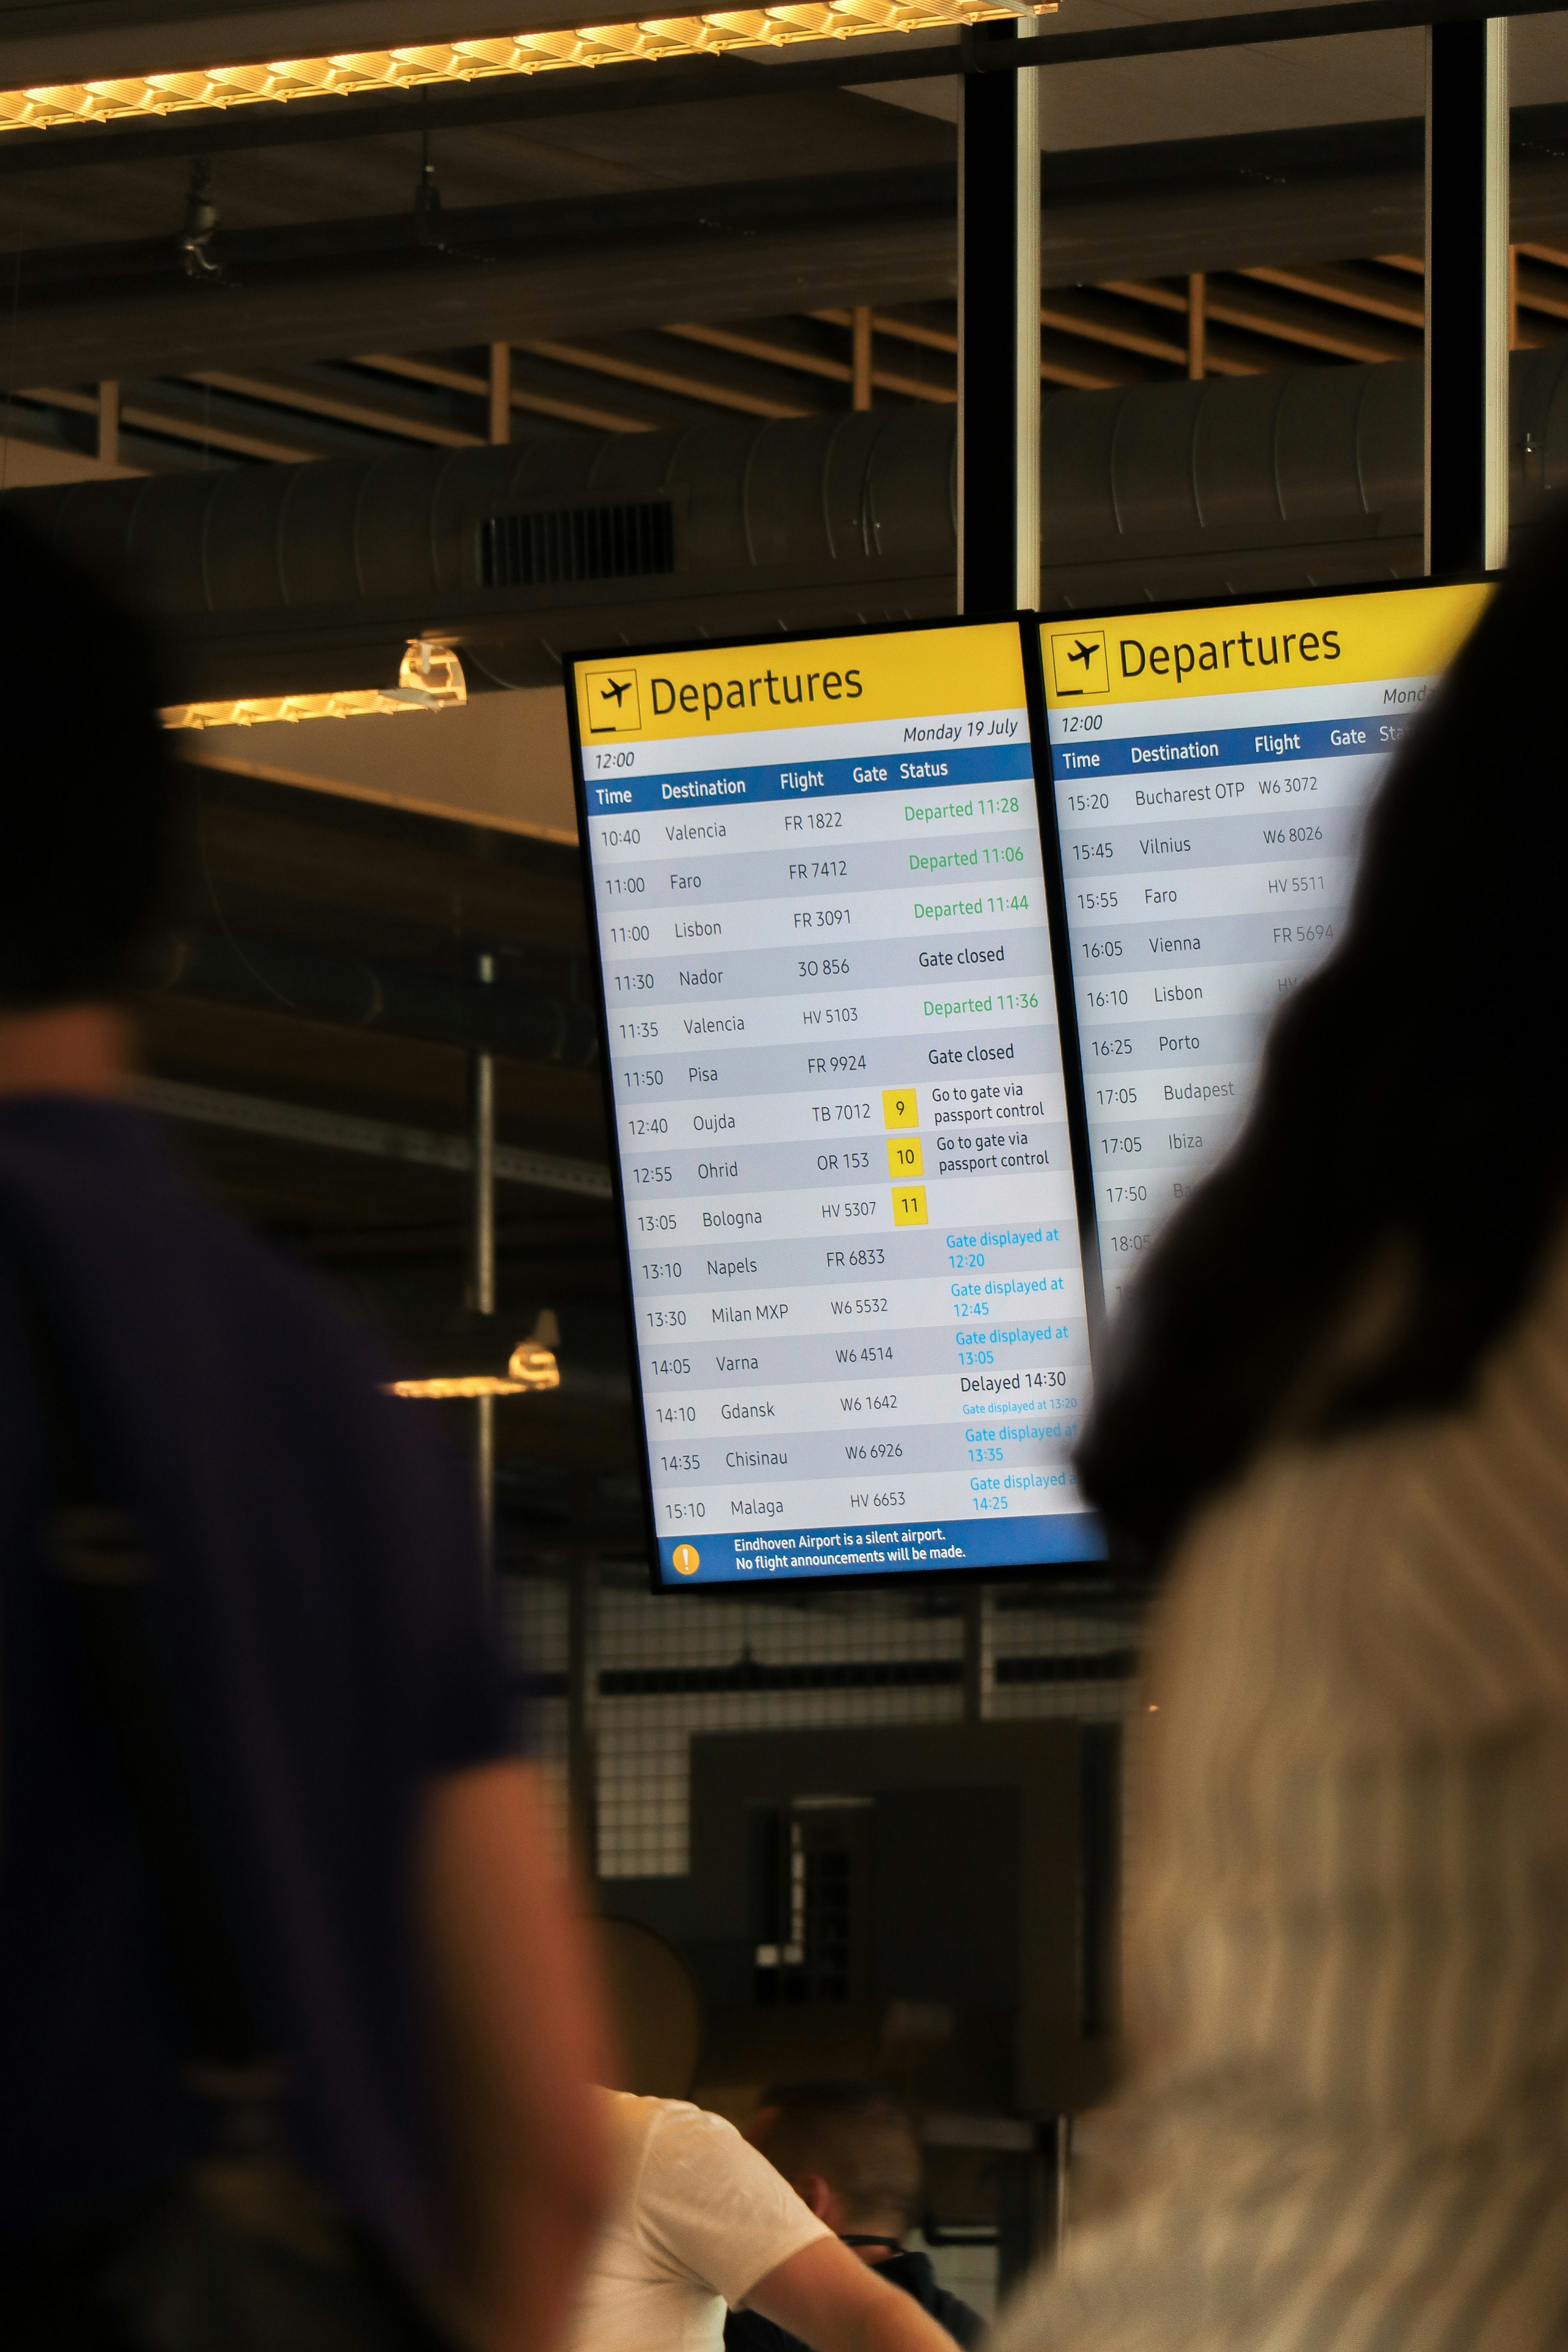 Departures
12:00 Monday 19 July
Time Destination Flight Gate Status
10:40 Valencia FR 1822 Departed 11:28
11:00 Faro FR 7412 Departed 11:06
11:00 Lisbon FR 3091 Departed 11:44
11:30 Nador 3O 856 Gate closed
11:35 Valencia HV 5103 Departed 11:36
11:50 Pisa FR 9924 Gate closed
12:40 Oujda TB 7012 9 Go to gate via
passport control
12:55 Ohrid OR 153 10 Go to gate via
passport control
13:05 Bologna HV 5307 11
13:10 Napels FR 6833 Gate displayed at
12:20
13:30 Milan MXP W6 5532 Gate displayed at
12:45
14:05 Varna W6 4514 Gate displayed at
13:05
14:10 Gdansk W6 1642 Delayed 14:30
Gate displayed at 13:20
14:35 Chisinau W6 6926 Gate displayed at
13:35
15:10 Malaga HV 6653 Gate displayed
14:25
Eindhoven Airport is a silent airport.
No flight announcements will be made.
Departures
12:00
Time Destination Flight Gate
15:20 Bucharest OTP W6 3072
15:45 Vilnius W6 8026
15:55 Faro HV 5511
16:05 Vienna FR 5694
16:10 Lisbon HV
16:25 Porto
17:05 Budapest
17:05 Ibiza
17:50
18:05